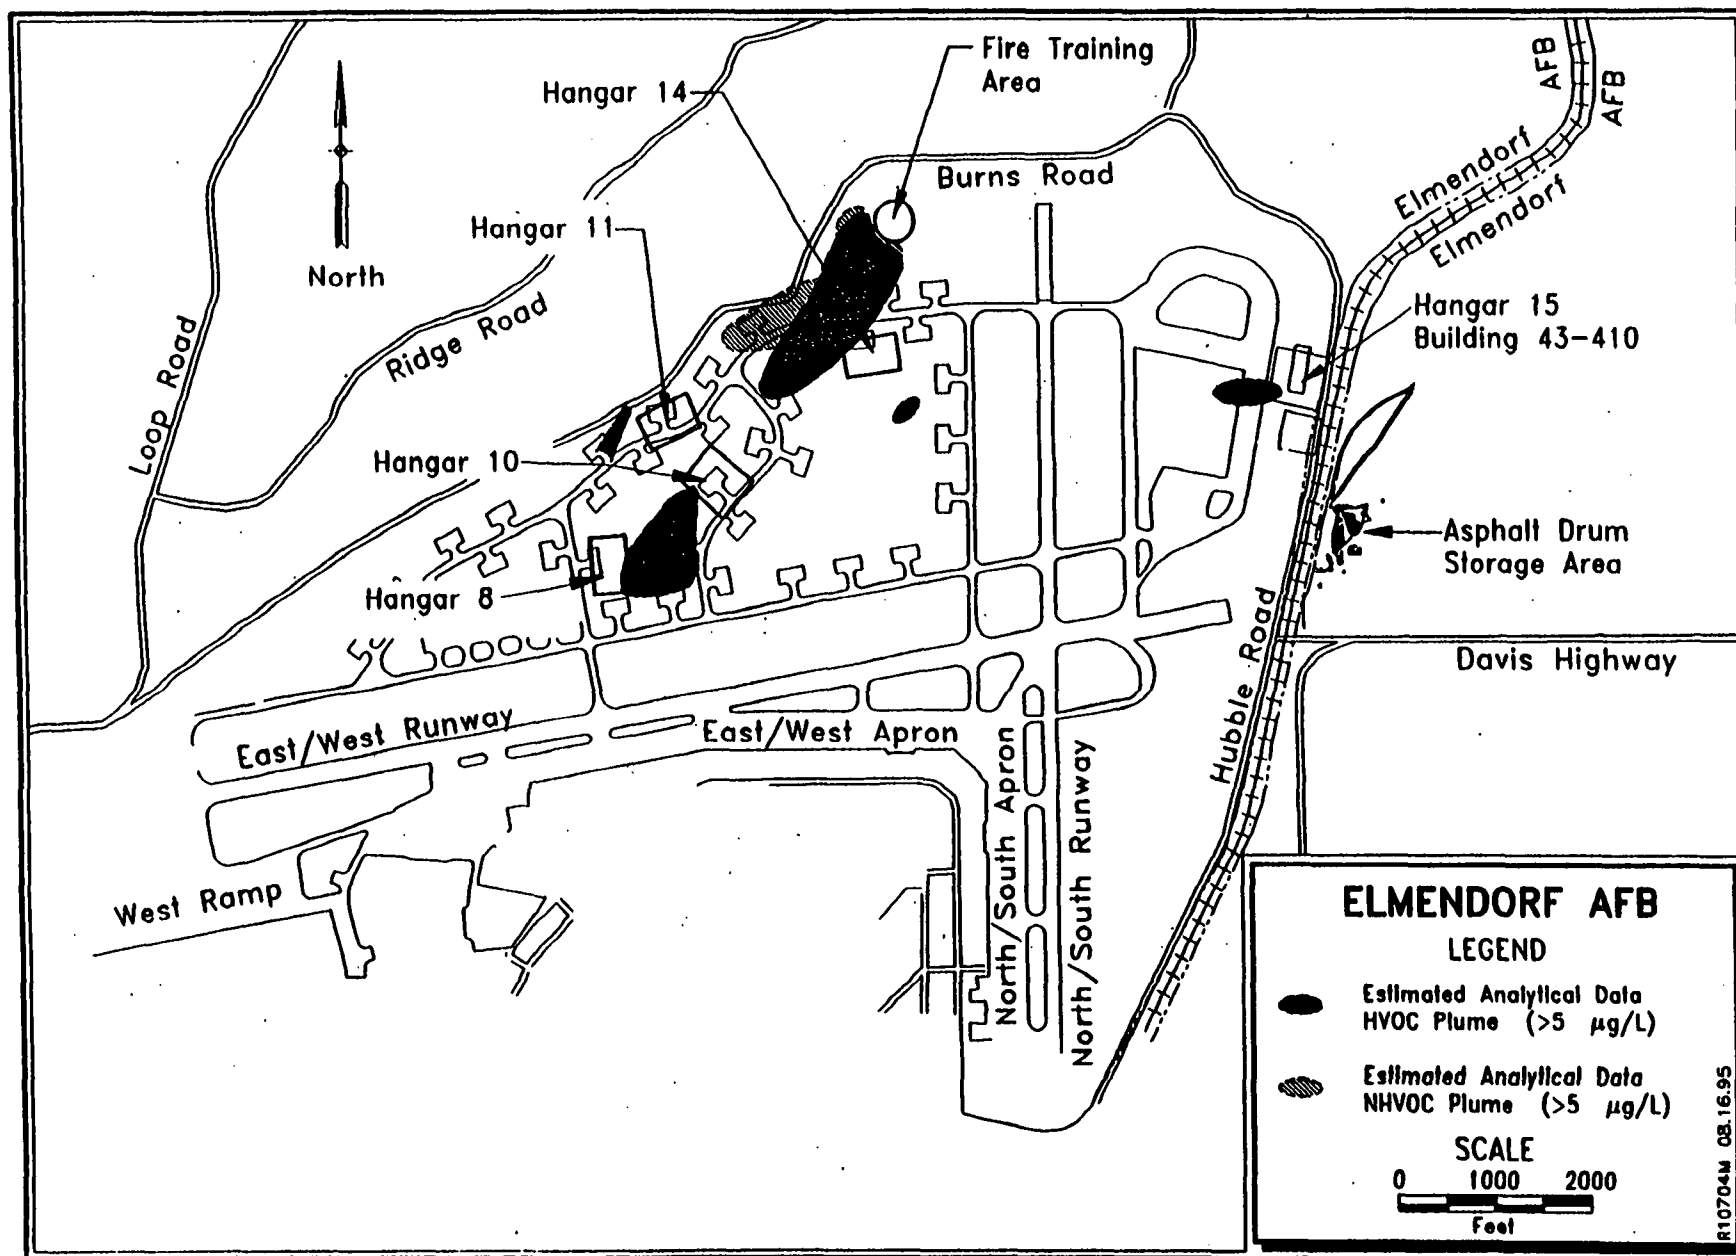 Fire Training
Area
Hangar 14
AFB
AFB
Burns Road
Elmendorf
Elmendorf
Hangar 11
North
Hangar 15
Building 43-410
Ridge Road
Loop Road
Hangar 10
Asphalt Drum
Storage Area
Hangar 8
Hubble Road
Davis Highway
East/West Runway
East/West Apron
North/South Apron
North/South Runway
West Ramp
ELMENDORF AFB
LEGEND
Estimated Analytical Data
HVOC Plume (>5 µg/L)
Estimated Analytical Data
NHVOC Plume (>5 µg/L)
SCALE
0 1000 2000
Feet
R10704M 08.16.95